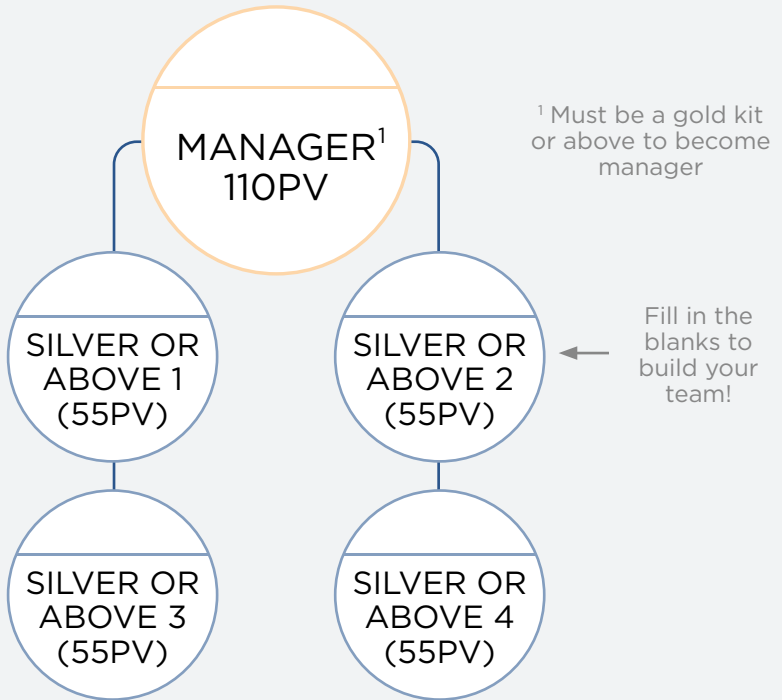 MANAGER¹
110PV
¹ Must be a gold kit
or above to become
manager
SILVER OR
ABOVE 1
(55PV)
SILVER OR
ABOVE 2
(55PV)
Fill in the
blanks to
build your
team!
SILVER OR
ABOVE 3
(55PV)
SILVER OR
ABOVE 4
(55PV)